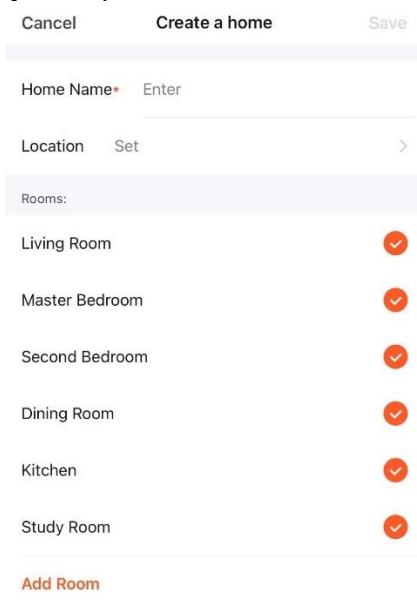 Cancel Create a home Save
Home Name* Enter
Location Set
Rooms:
Living Room
Master Bedroom
Second Bedroom
Dining Room
Kitchen
Study Room
Add Room